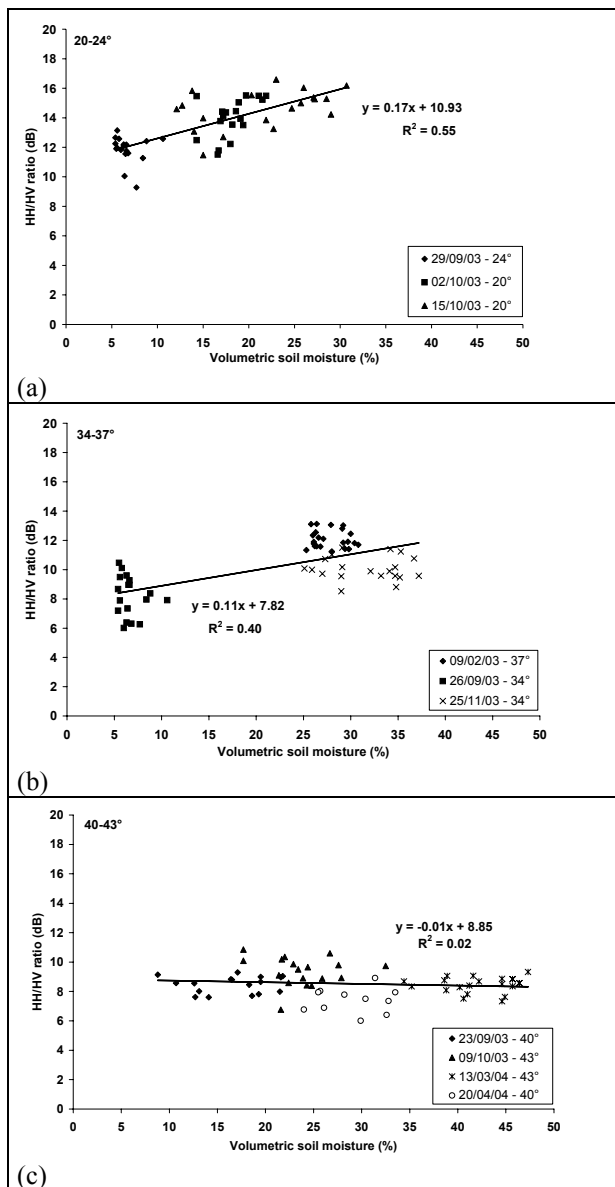 20-24°
HH/HV ratio (dB)
20
18
16
14
12
10
8
6
4
2
0
y = 0.17x + 10.93
R² = 0.55
29/09/03 - 24°
02/10/03 - 20°
15/10/03 - 20°
0 5 10 15 20 25 30 35 40 45 50
Volumetric soil moisture (%)
(a)
34-37°
HH/HV ratio (dB)
20
18
16
14
12
10
8
6
4
2
0
y = 0.11x + 7.82
R² = 0.40
09/02/03 - 37°
26/09/03 - 34°
25/11/03 - 34°
0 5 10 15 20 25 30 35 40 45 50
Volumetric soil moisture (%)
(b)
40-43°
HH/HV ratio (dB)
20
18
16
14
12
10
8
6
4
2
0
y = -0.01x + 8.85
R² = 0.02
23/09/03 - 40°
09/10/03 - 43°
13/03/04 - 43°
20/04/04 - 40°
0 5 10 15 20 25 30 35 40 45 50
Volumetric soil moisture (%)
(c)